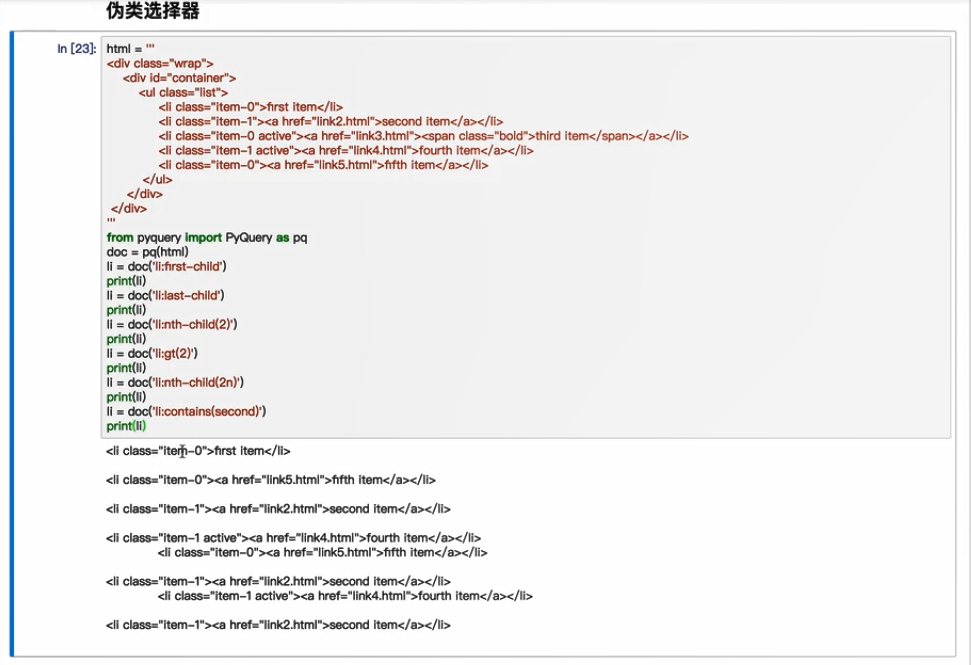 伪类选择器
In [23]: html = '''
<div class="wrap">
    <div id="container">
        <ul class="list">
             <li class="item-0">first item</li>
             <li class="item-1"><a href="link2.html">second item</a></li>
             <li class="item-0 active"><a href="link3.html"><span class="bold">third item</span></a></li>
             <li class="item-1 active"><a href="link4.html">fourth item</a></li>
             <li class="item-0"><a href="link5.html">fifth item</a></li>
         </ul>
     </div>
 </div>
'''
from pyquery import PyQuery as pq
doc = pq(html)
li = doc('li:first-child')
print(li)
li = doc('li:last-child')
print(li)
li = doc('li:nth-child(2)')
print(li)
li = doc('li:gt(2)')
print(li)
li = doc('li:nth-child(2n)')
print(li)
li = doc('li:contains(second)')
print(li)
<li class="item-0">first item</li>
<li class="item-0"><a href="link5.html">fifth item</a></li>
<li class="item-1"><a href="link2.html">second item</a></li>
<li class="item-1 active"><a href="link4.html">fourth item</a></li>
             <li class="item-0"><a href="link5.html">fifth item</a></li>
<li class="item-1"><a href="link2.html">second item</a></li>
             <li class="item-1 active"><a href="link4.html">fourth item</a></li>
<li class="item-1"><a href="link2.html">second item</a></li>